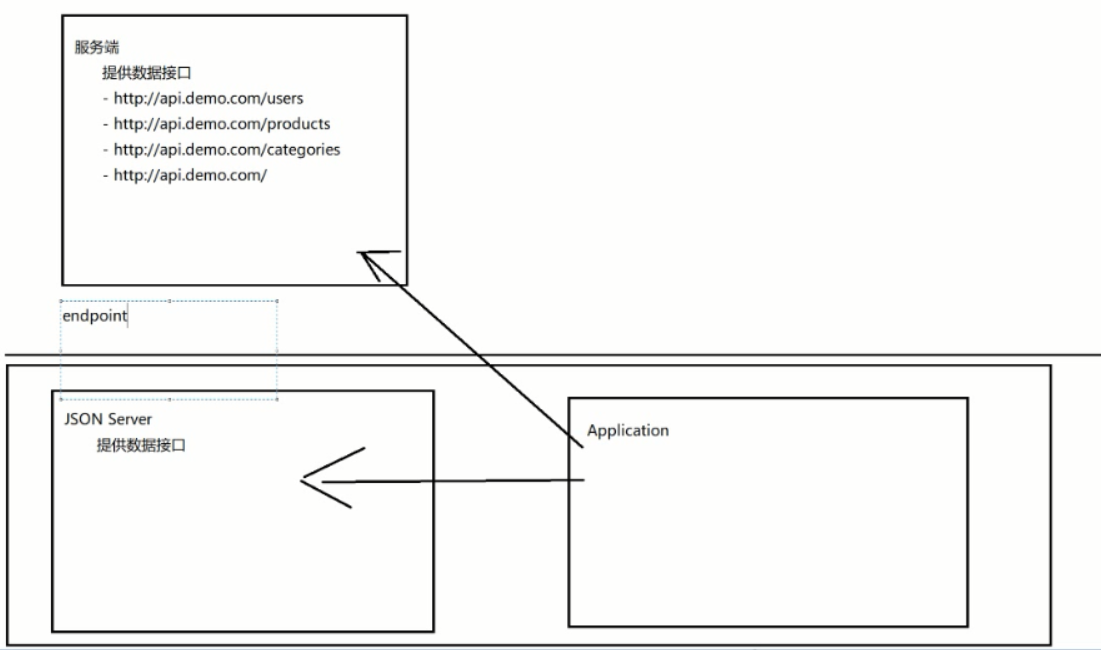 服务端
提供数据接口
- http://api.demo.com/users
- http://api.demo.com/products
- http://api.demo.com/categories
- http://api.demo.com/
endpoint
JSON Server
提供数据接口
Application